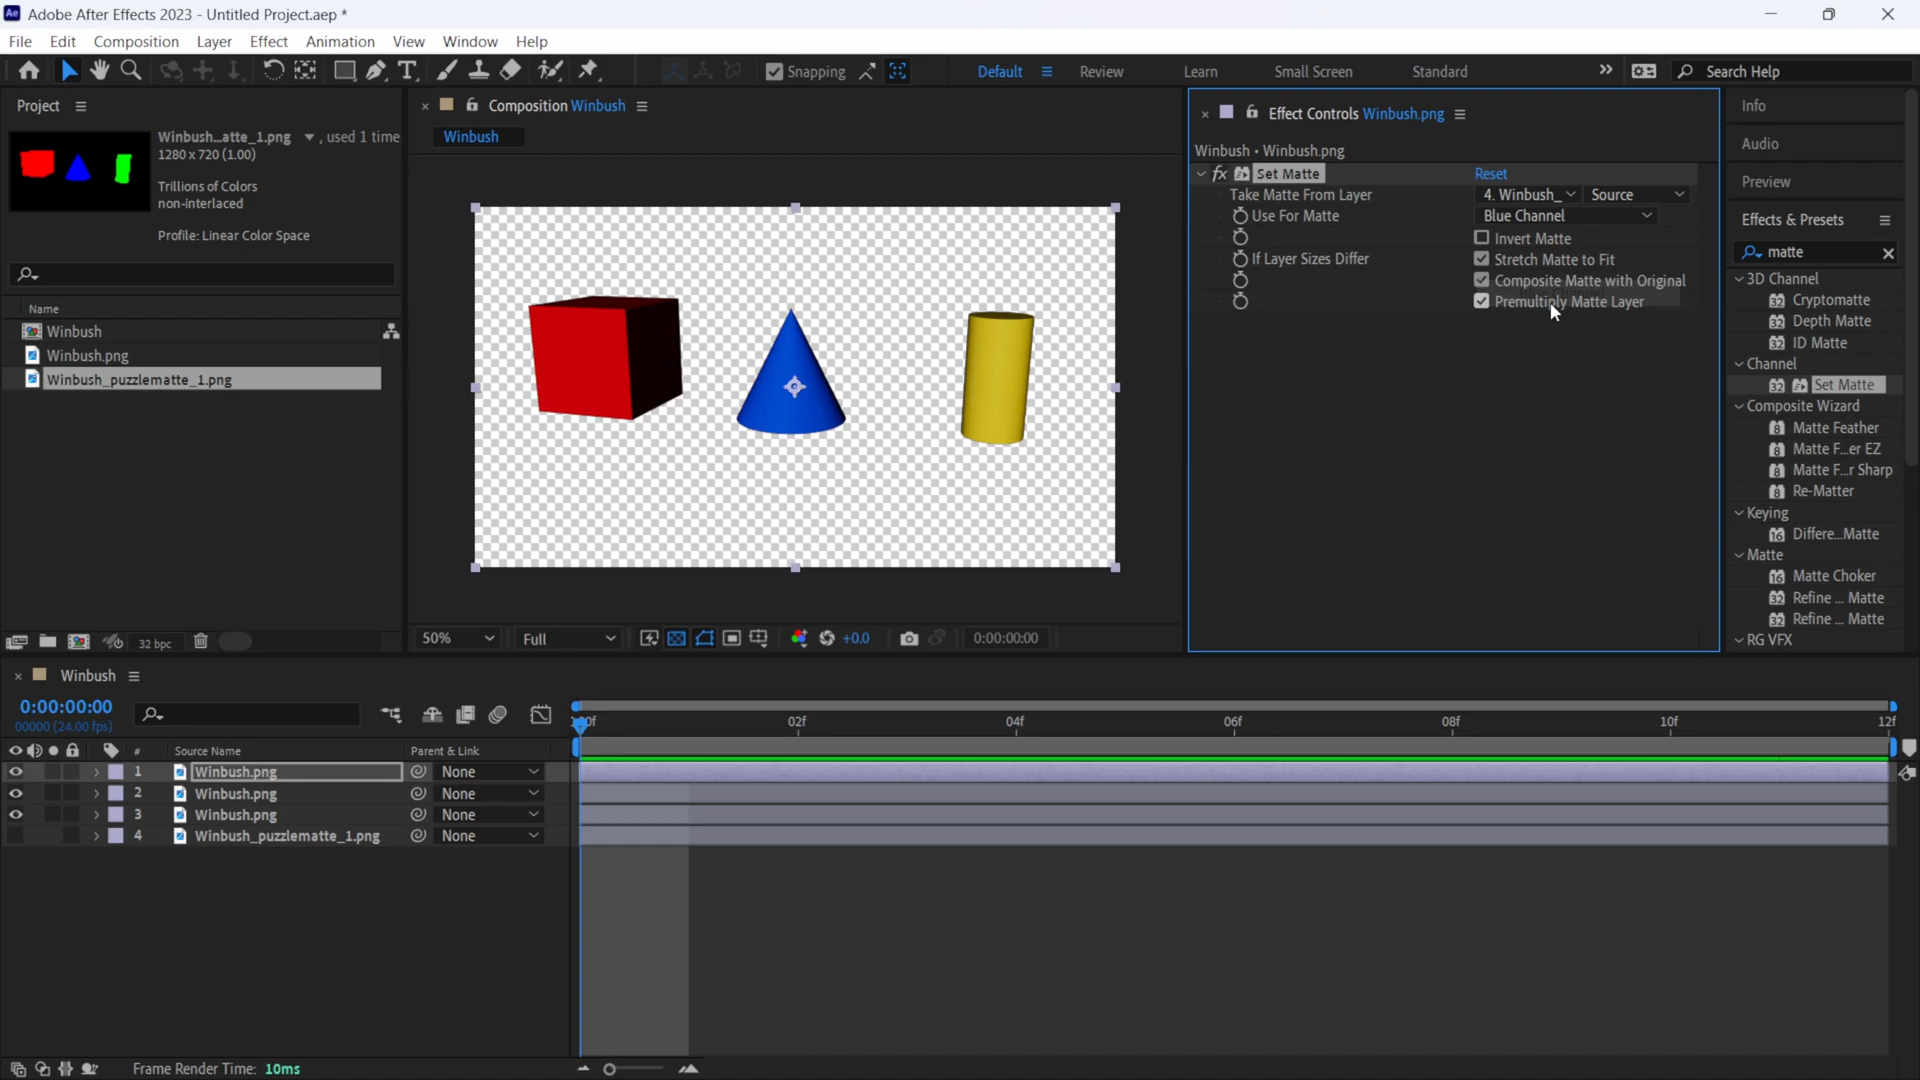 Adobe After Effects 2023 - Untitled Project.aep *
File Edit Composition Layer Effect Animation View Window Help
Snapping Default Review Learn Small Screen Standard Search Help
Project
Winbush...atte_1.png , used 1 time
1280 x 720 (1.00)
Trillions of Colors
non-interlaced
Profile: Linear Color Space
Name
Winbush
Winbush.png
Winbush_puzzlematte_1.png
32 bpc
Composition Winbush
Winbush
50% Full +0.0 0:00:00:00
Effect Controls Winbush.png
Winbush • Winbush.png
fx Set Matte Reset
Take Matte From Layer 4. Winbush_ Source
Use For Matte Blue Channel
Invert Matte
If Layer Sizes Differ Stretch Matte to Fit
Composite Matte with Original
Premultiply Matte Layer
Info
Audio
Preview
Effects & Presets
matte
3D Channel
Cryptomatte
Depth Matte
ID Matte
Channel
Set Matte
Composite Wizard
Matte Feather
Matte F...er EZ
Matte F...r Sharp
Re-Matter
Keying
Differe...Matte
Matte
Matte Choker
Refine ... Matte
Refine ... Matte
RG VFX
Winbush
0:00:00:00
00000 (24.00 fps)
02f 04f 06f 08f 10f 12f
# Source Name Parent & Link
1 Winbush.png None
2 Winbush.png None
3 Winbush.png None
4 Winbush_puzzlematte_1.png None
Frame Render Time: 10ms